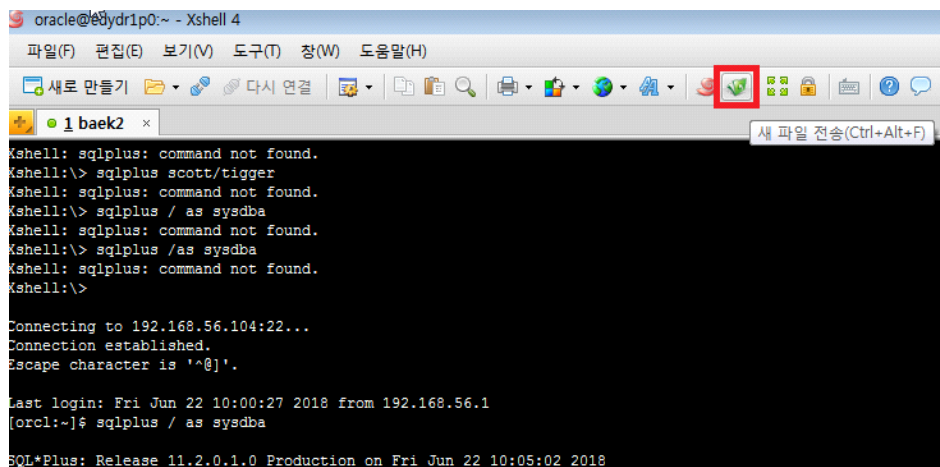 oracle@edydr1p0:~ - Xshell 4
파일(F) 편집(E) 보기(V) 도구(T) 창(W) 도움말(H)
새로 만들기 다시 연결
1 baek2 ×
새 파일 전송(Ctrl+Alt+F)
Xshell: sqlplus: command not found.
Xshell:\> sqlplus scott/tigger
Xshell: sqlplus: command not found.
Xshell:\> sqlplus / as sysdba
Xshell: sqlplus: command not found.
Xshell:\> sqlplus /as sysdba
Xshell: sqlplus: command not found.
Xshell:\>
Connecting to 192.168.56.104:22...
Connection established.
Escape character is '^@]'.
Last login: Fri Jun 22 10:00:27 2018 from 192.168.56.1
[orcl:~]$ sqlplus / as sysdba
SQL*Plus: Release 11.2.0.1.0 Production on Fri Jun 22 10:05:02 2018